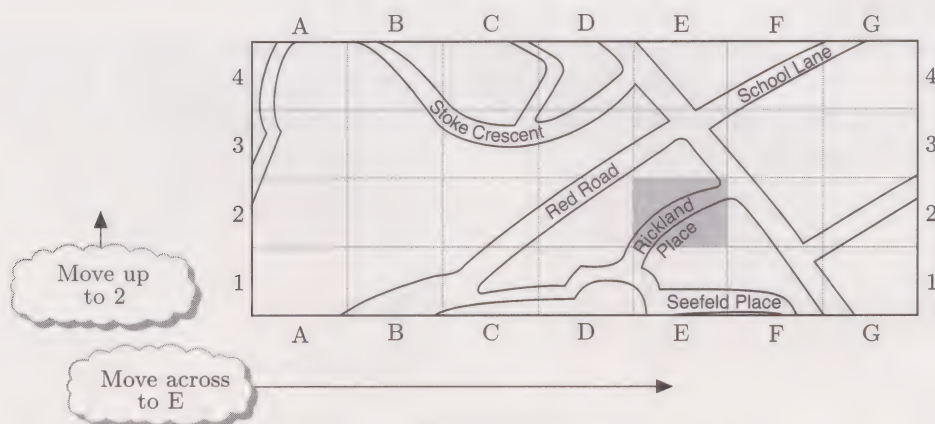 A B C D E F G
4 4
3 3
2 2
1 1
School Lane
Stoke Crescent
Red Road
Rickland
Place
Seefeld Place
A B C D E F G
Move up
to 2
Move across
to E